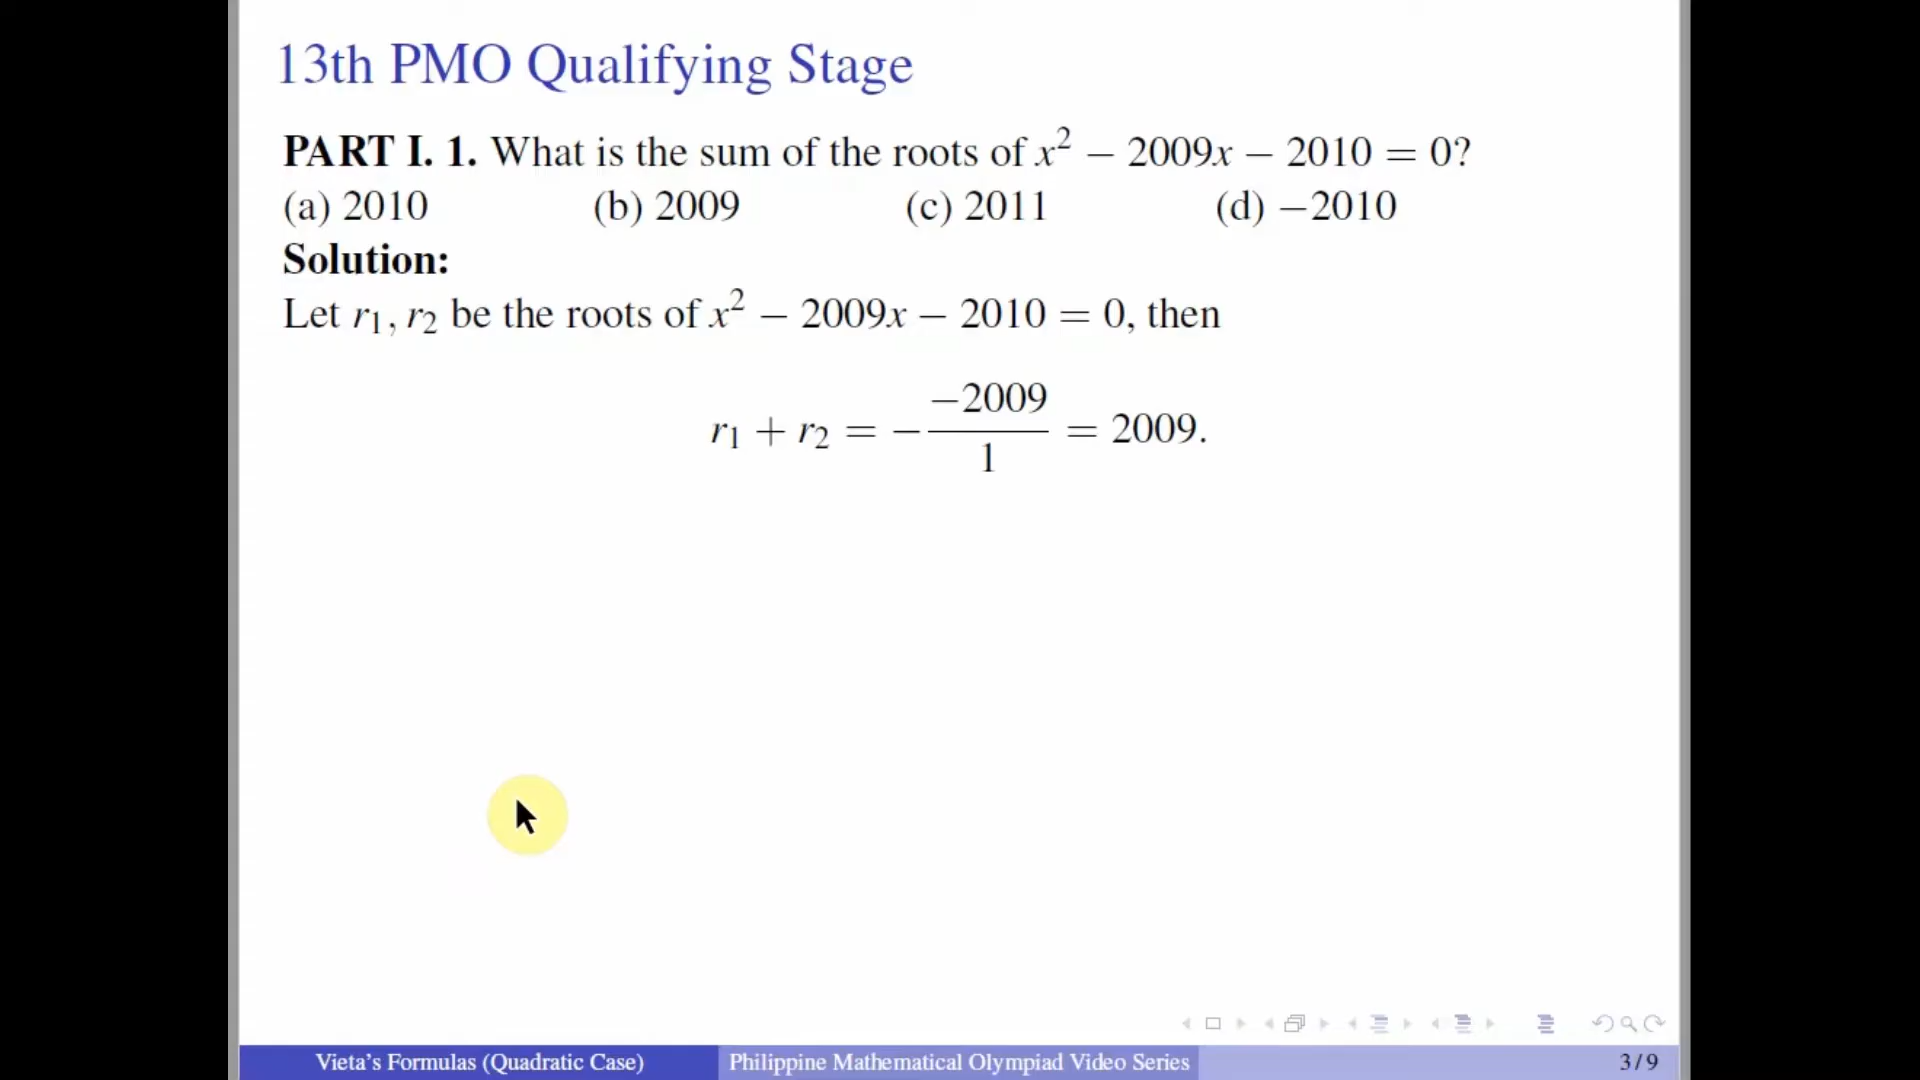 13th PMO Qualifying Stage
PART I. 1. What is the sum of the roots of x² − 2009x − 2010 = 0?
(a) 2010 (b) 2009 (c) 2011 (d) −2010
Solution:
Let r₁, r₂ be the roots of x² − 2009x − 2010 = 0, then
r₁ + r₂ = − −2009/1 = 2009.
Vieta's Formulas (Quadratic Case) Philippine Mathematical Olympiad Video Series 3 / 9